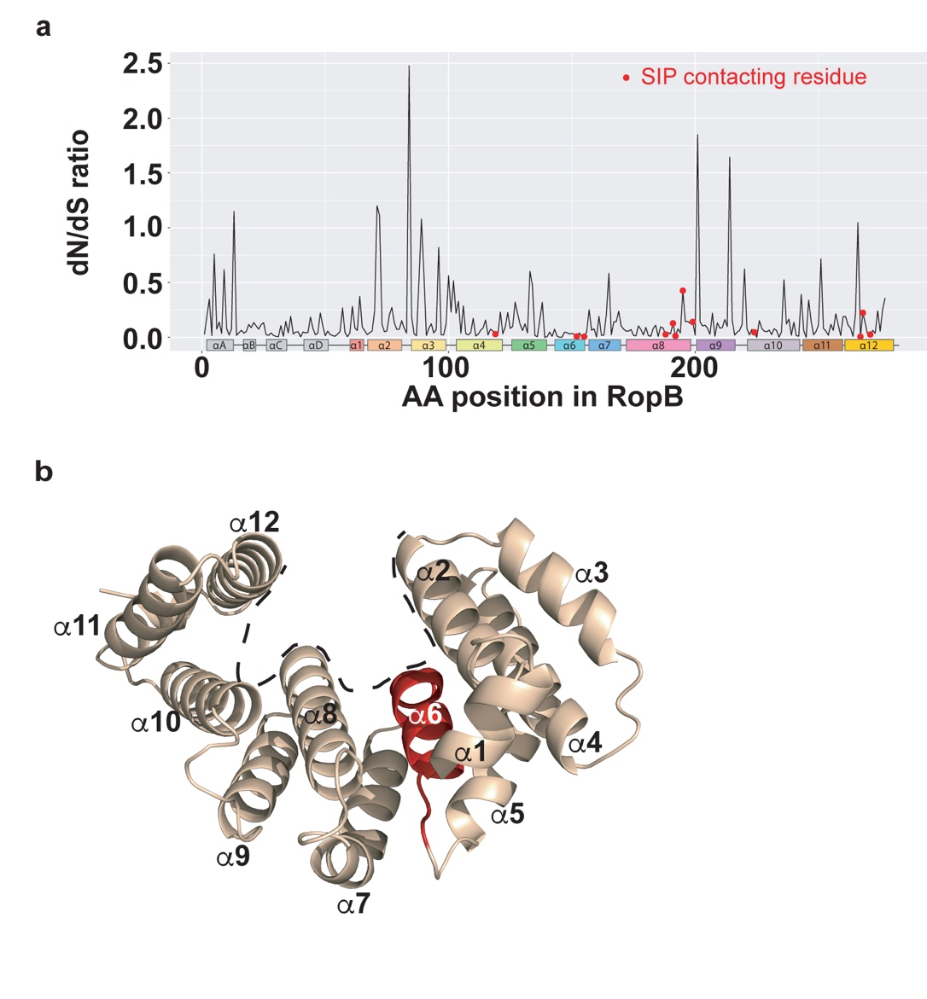 a
2.5
SIP contacting residue
2.0
1.5
1.0
0.5
0.0
dN/dS ratio
αA αB αC αD α1 α2 α3 α4 α5 α6 α7 α8 α9 α10 α11 α12
0 100 200
AA position in RopB
b
α12
α2
α3
α11
α10
α8
α6
α1
α4
α5
α9
α7